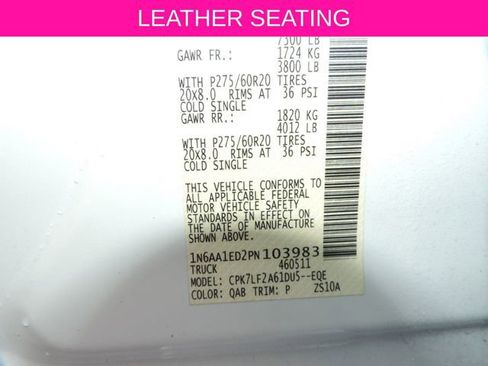 LEATHER SEATING
7300 LB
GAWR FR.: 1724 KG
3800 LB
WITH P275/60R20 TIRES
20x8.0 RIMS AT 36 PSI
COLD SINGLE
GAWR RR.: 1820 KG
4012 LB
WITH P275/60R20 TIRES
20x8.0 RIMS AT 36 PSI
COLD SINGLE
THIS VEHICLE CONFORMS TO
ALL APPLICABLE FEDERAL
MOTOR VEHICLE SAFETY
STANDARDS IN EFFECT ON
THE DATE OF MANUFACTURE
SHOWN ABOVE.
1N6AA1ED2PN103983
TRUCK 460511
MODEL: CPK7LFZA61DU5--EQE
COLOR: QAB TRIM: P ZS10A